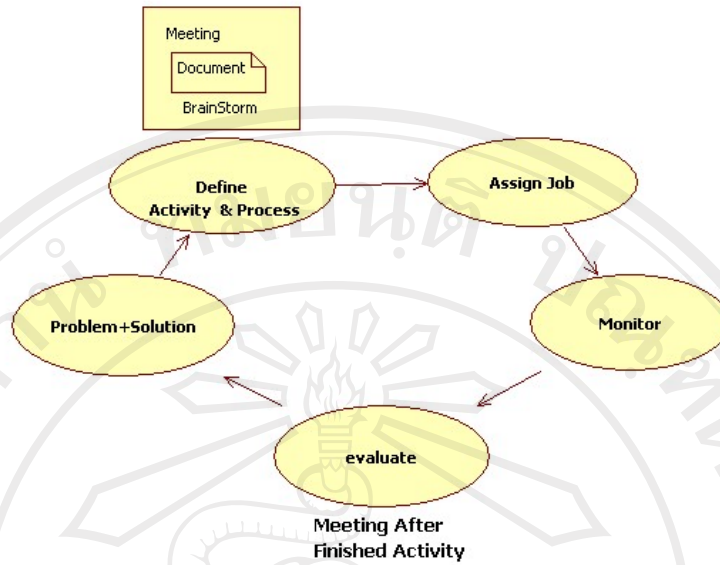 Meeting
Document
BrainStorm
Define
Activity & Process
Assign Job
Problem+Solution
Monitor
evaluate
Meeting After
Finished Activity